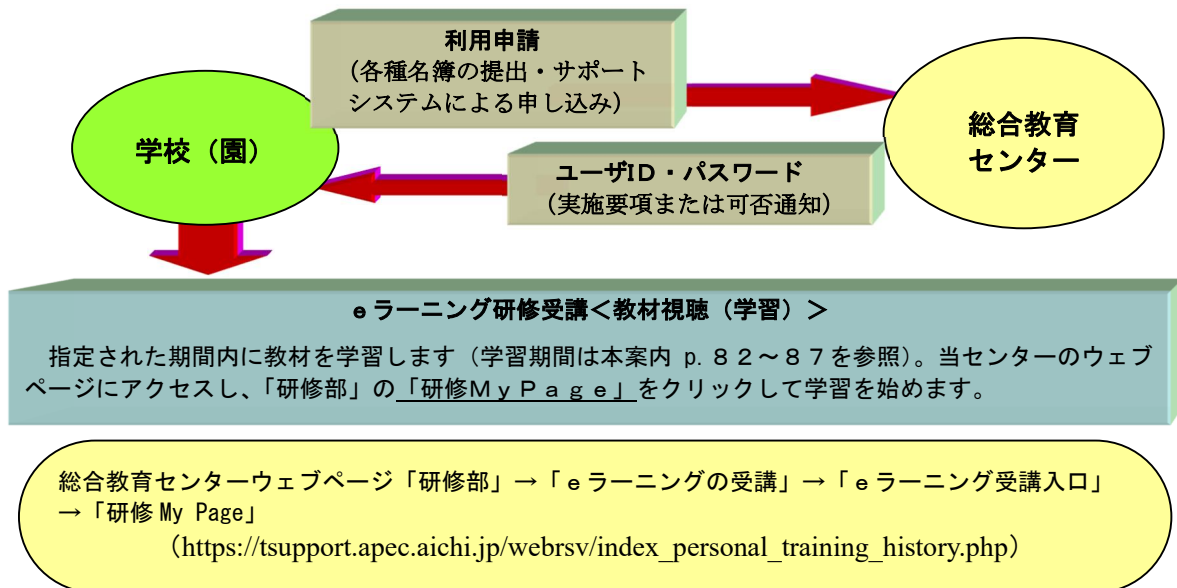 利用申請
(各種名簿の提出・サポート
システムによる申し込み)
学校(園)
総合教育
センター
ユーザID・パスワード
(実施要項または可否通知)
eラーニング研修受講<教材視聴(学習)>
指定された期間内に教材を学習します(学習期間は本案内 p.82~87を参照)。当センターのウェブ
ページにアクセスし、「研修部」の「研修MyPage」をクリックして学習を始めます。
総合教育センターウェブページ「研修部」→「eラーニングの受講」→「eラーニング受講入口」
→「研修 My Page」
(https://tsupport.apec.aichi.jp/webrsv/index_personal_training_history.php)